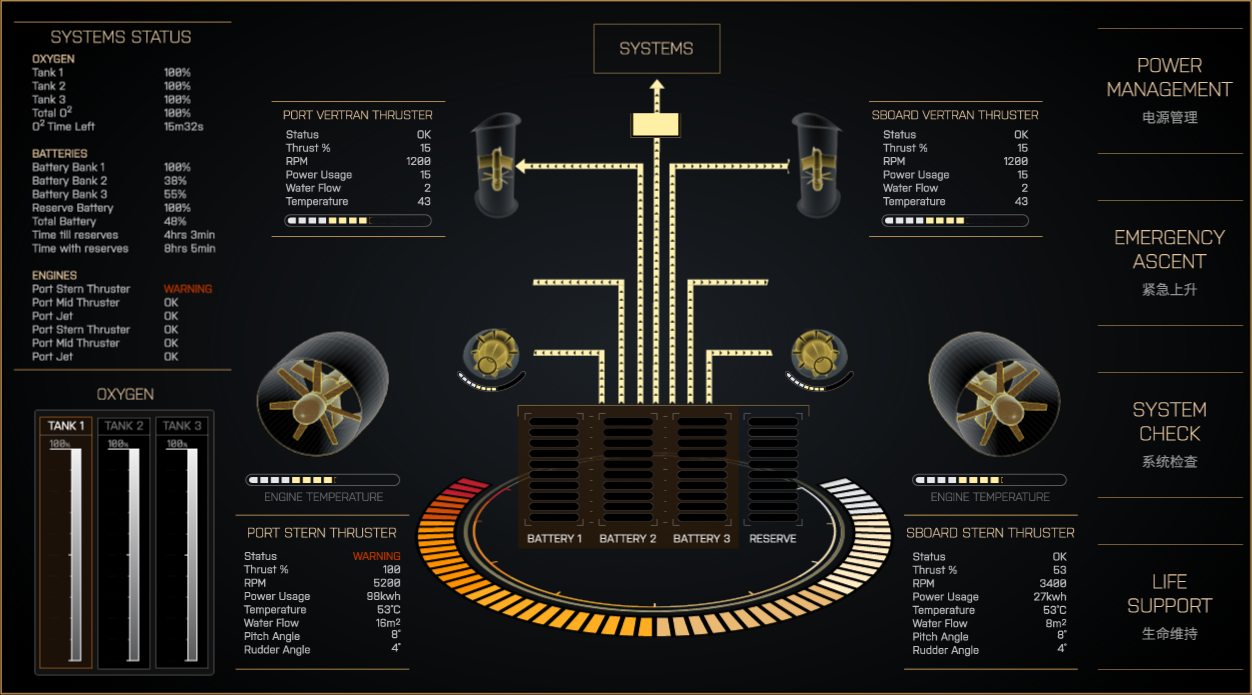 SYSTEMS STATUS
OXYGEN
Tank 1 100%
Tank 2 100%
Tank 3 100%
Total O² 100%
O² Time Left 15m32s
BATTERIES
Battery Bank 1 100%
Battery Bank 2 38%
Battery Bank 3 55%
Reserve Battery 100%
Total Battery 48%
Time till reserves 4hrs 3min
Time with reserves 8hrs 5min
ENGINES
Port Stern Thruster WARNING
Port Mid Thruster OK
Port Jet OK
Port Stern Thruster OK
Port Mid Thruster OK
Port Jet OK
OXYGEN
TANK 1 TANK 2 TANK 3
100% 100% 100%
SYSTEMS
PORT VERTRAN THRUSTER
Status OK
Thrust % 15
RPM 1200
Power Usage 15
Water Flow 2
Temperature 43
SBOARD VERTRAN THRUSTER
Status OK
Thrust % 15
RPM 1200
Power Usage 15
Water Flow 2
Temperature 43
ENGINE TEMPERATURE
PORT STERN THRUSTER
Status WARNING
Thrust % 100
RPM 5200
Power Usage 98kwh
Temperature 53°C
Water Flow 16m²
Pitch Angle 8°
Rudder Angle 4°
BATTERY 1 BATTERY 2 BATTERY 3 RESERVE
ENGINE TEMPERATURE
SBOARD STERN THRUSTER
Status OK
Thrust % 53
RPM 3400
Power Usage 27kwh
Temperature 53°C
Water Flow 8m²
Pitch Angle 8°
Rudder Angle 4°
POWER
MANAGEMENT
电源管理
EMERGENCY
ASCENT
紧急上升
SYSTEM
CHECK
系统检查
LIFE
SUPPORT
生命维持